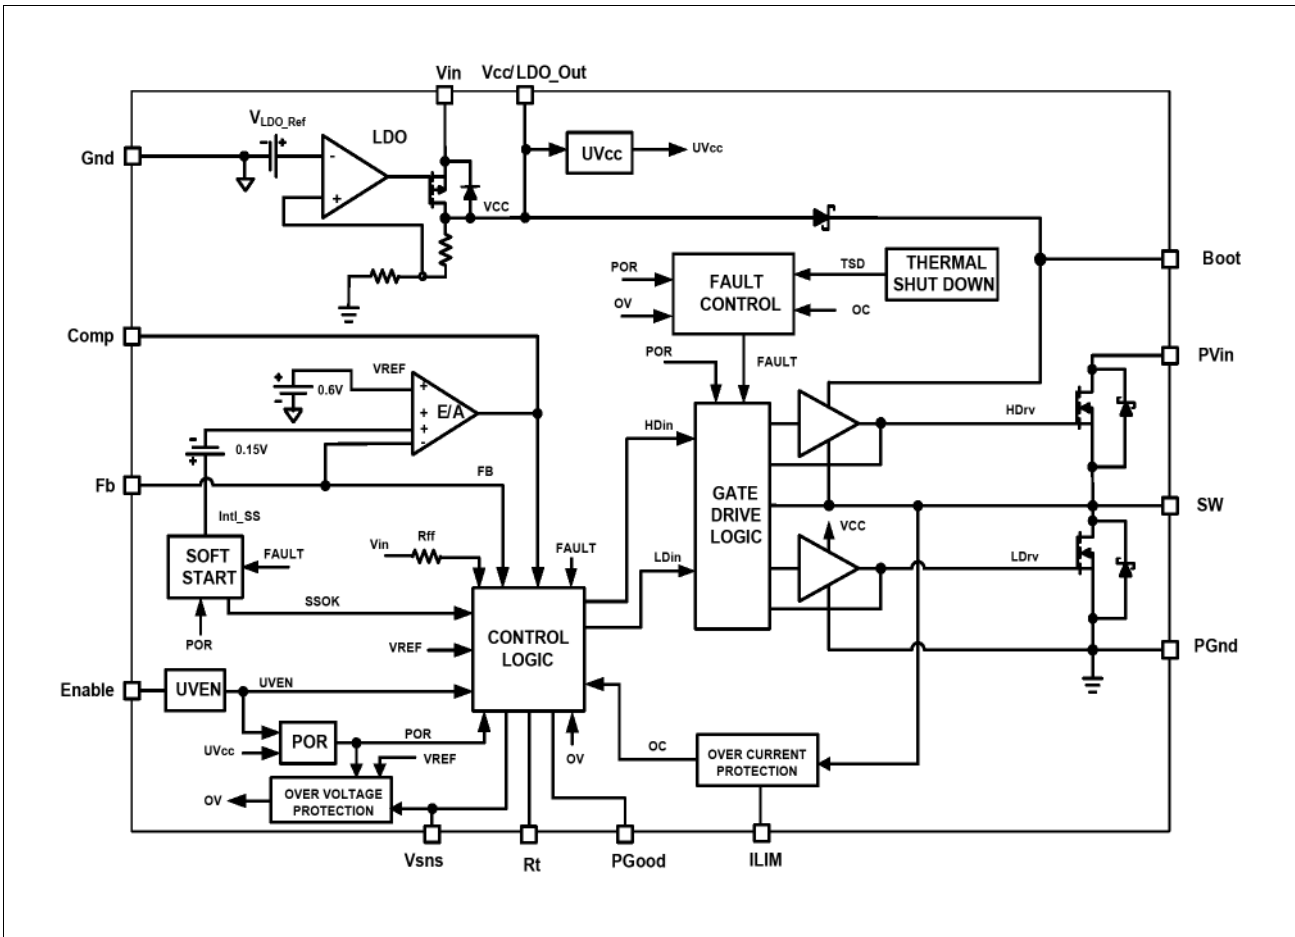 Vin
Vcc/LDO_Out
VLDO_Ref
LDO
Gnd
-
+
-
+
UVcc
UVcc
VCC
Boot
POR
OV
FAULT
CONTROL
TSD
THERMAL
SHUT DOWN
OC
Comp
VREF
+
-
0.6V
+
+
+
-
E/A
POR
FAULT
PVin
HDrv
-
+
0.15V
HDin
Fb
FB
GATE
DRIVE
LOGIC
SW
Intl_SS
VCC
SOFT
START
FAULT
Vin
Rff
FAULT
LDin
LDrv
SSOK
POR
VREF
CONTROL
LOGIC
PGnd
Enable
UVEN
UVEN
UVcc
POR
POR
VREF
OV
OC
OVER CURRENT
PROTECTION
OV
OVER VOLTAGE
PROTECTION
Vsns
Rt
PGood
ILIM